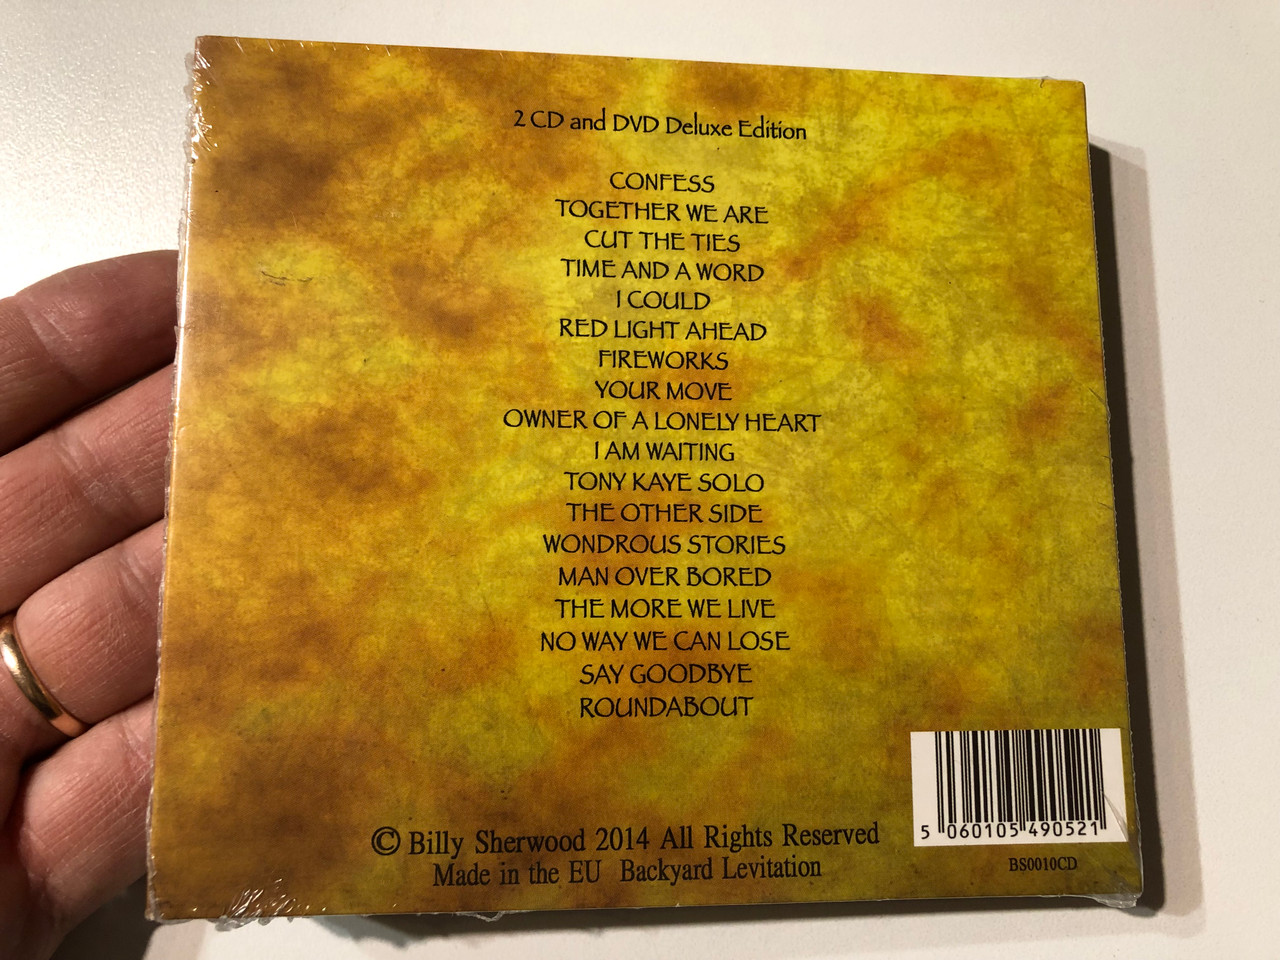 2 CD and DVD Deluxe Edition
CONFESS
TOGETHER WE ARE
CUT THE TIES
TIME AND A WORD
I COULD
RED LIGHT AHEAD
FIREWORKS
YOUR MOVE
OWNER OF A LONELY HEART
I AM WAITING
TONY KAYE SOLO
THE OTHER SIDE
WONDROUS STORIES
MAN OVER BORED
THE MORE WE LIVE
NO WAY WE CAN LOSE
SAY GOODBYE
ROUNDABOUT
5 060105 490521
© Billy Sherwood 2014 All Rights Reserved
Made in the EU Backyard Levitation
BS0010CD